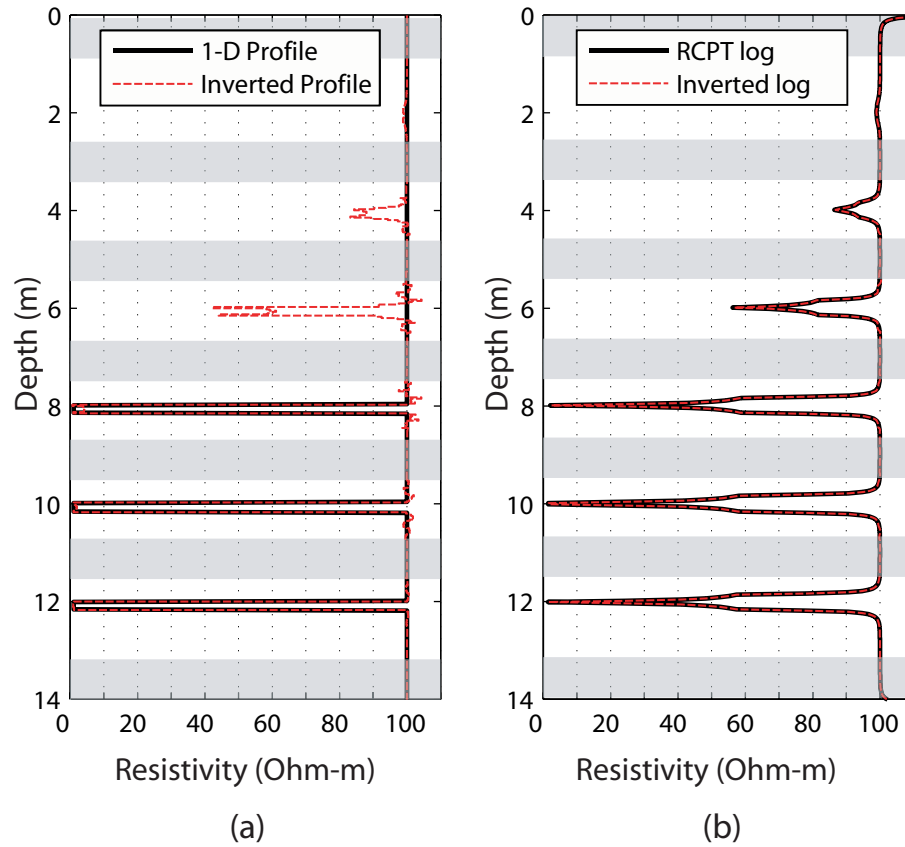 1-D Profile
Inverted Profile
0
2
4
6
8
10
12
14
Depth (m)
0 20 40 60 80 100
Resistivity (Ohm-m)
(a)
RCPT log
Inverted log
0
2
4
6
8
10
12
14
Depth (m)
0 20 40 60 80 100
Resistivity (Ohm-m)
(b)